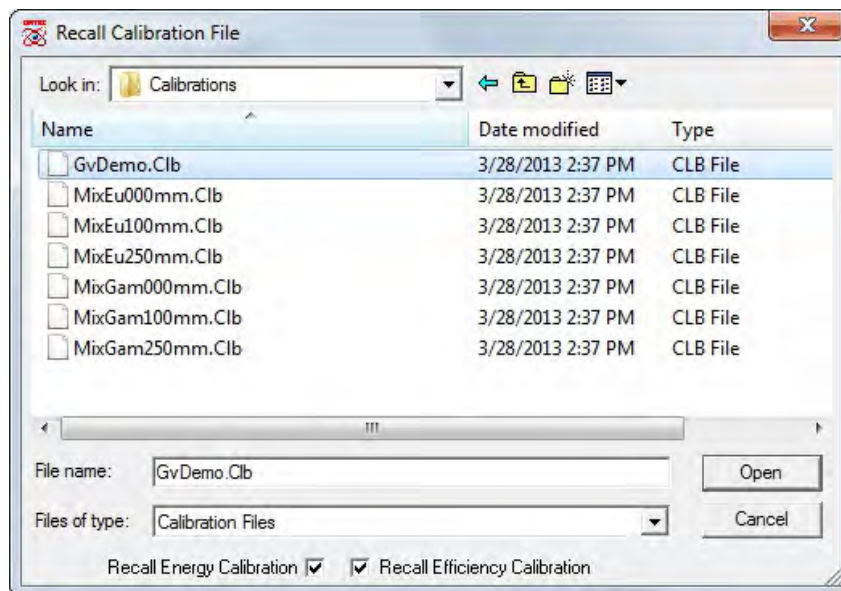 ORTEC
Recall Calibration File
Look in: Calibrations
Name Date modified Type
GvDemo.Clb 3/28/2013 2:37 PM CLB File
MixEu000mm.Clb 3/28/2013 2:37 PM CLB File
MixEu100mm.Clb 3/28/2013 2:37 PM CLB File
MixEu250mm.Clb 3/28/2013 2:37 PM CLB File
MixGam000mm.Clb 3/28/2013 2:37 PM CLB File
MixGam100mm.Clb 3/28/2013 2:37 PM CLB File
MixGam250mm.Clb 3/28/2013 2:37 PM CLB File
File name: GvDemo.Clb Open
Files of type: Calibration Files Cancel
Recall Energy Calibration Recall Efficiency Calibration